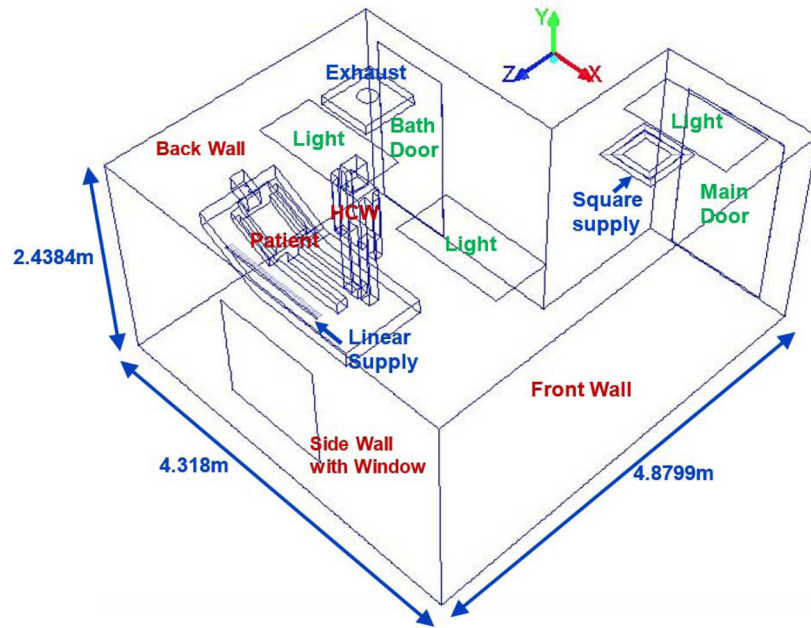 Y
Z
X
Exhaust
Light
Light
Bath
Door
Back Wall
HCW
Square
supply
Main
Door
Patient
Light
2.4384m
Linear
Supply
Front Wall
Side Wall
with Window
4.318m
4.8799m